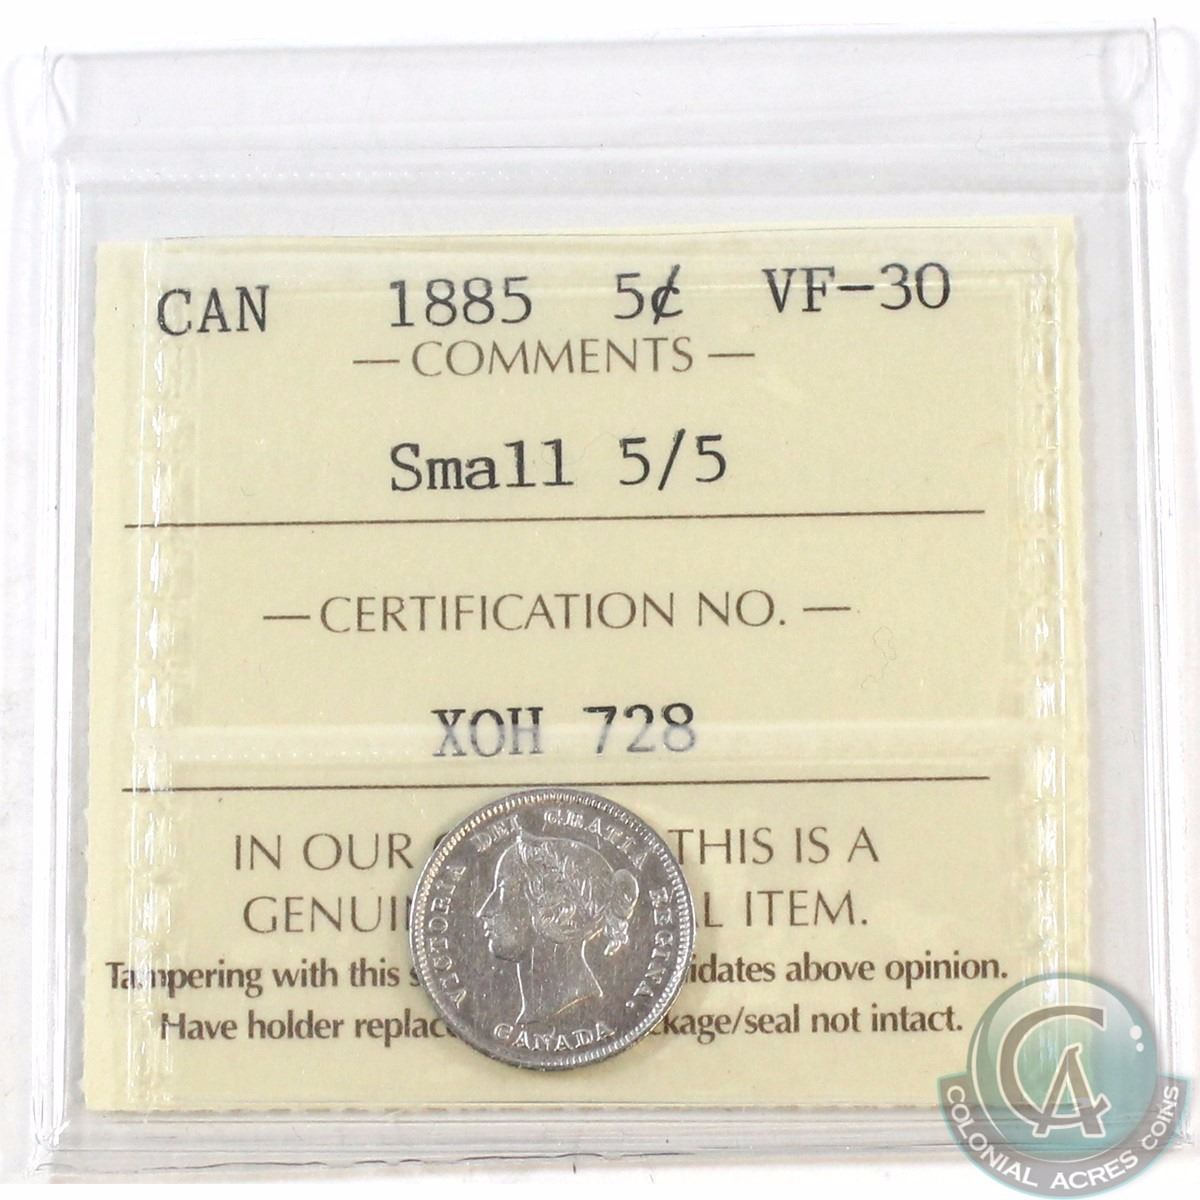 CAN 1885 5¢ VF-30
— COMMENTS —
Small 5/5
— CERTIFICATION NO. —
XOH 728
IN OUR THIS IS A
GENUI L ITEM.
Tampering with this s idates above opinion.
Have holder replac ckage/seal not intact.
VICTORIA DEI GRATIA REGINA.
CANADA
CA
COLONIAL ACRES COINS